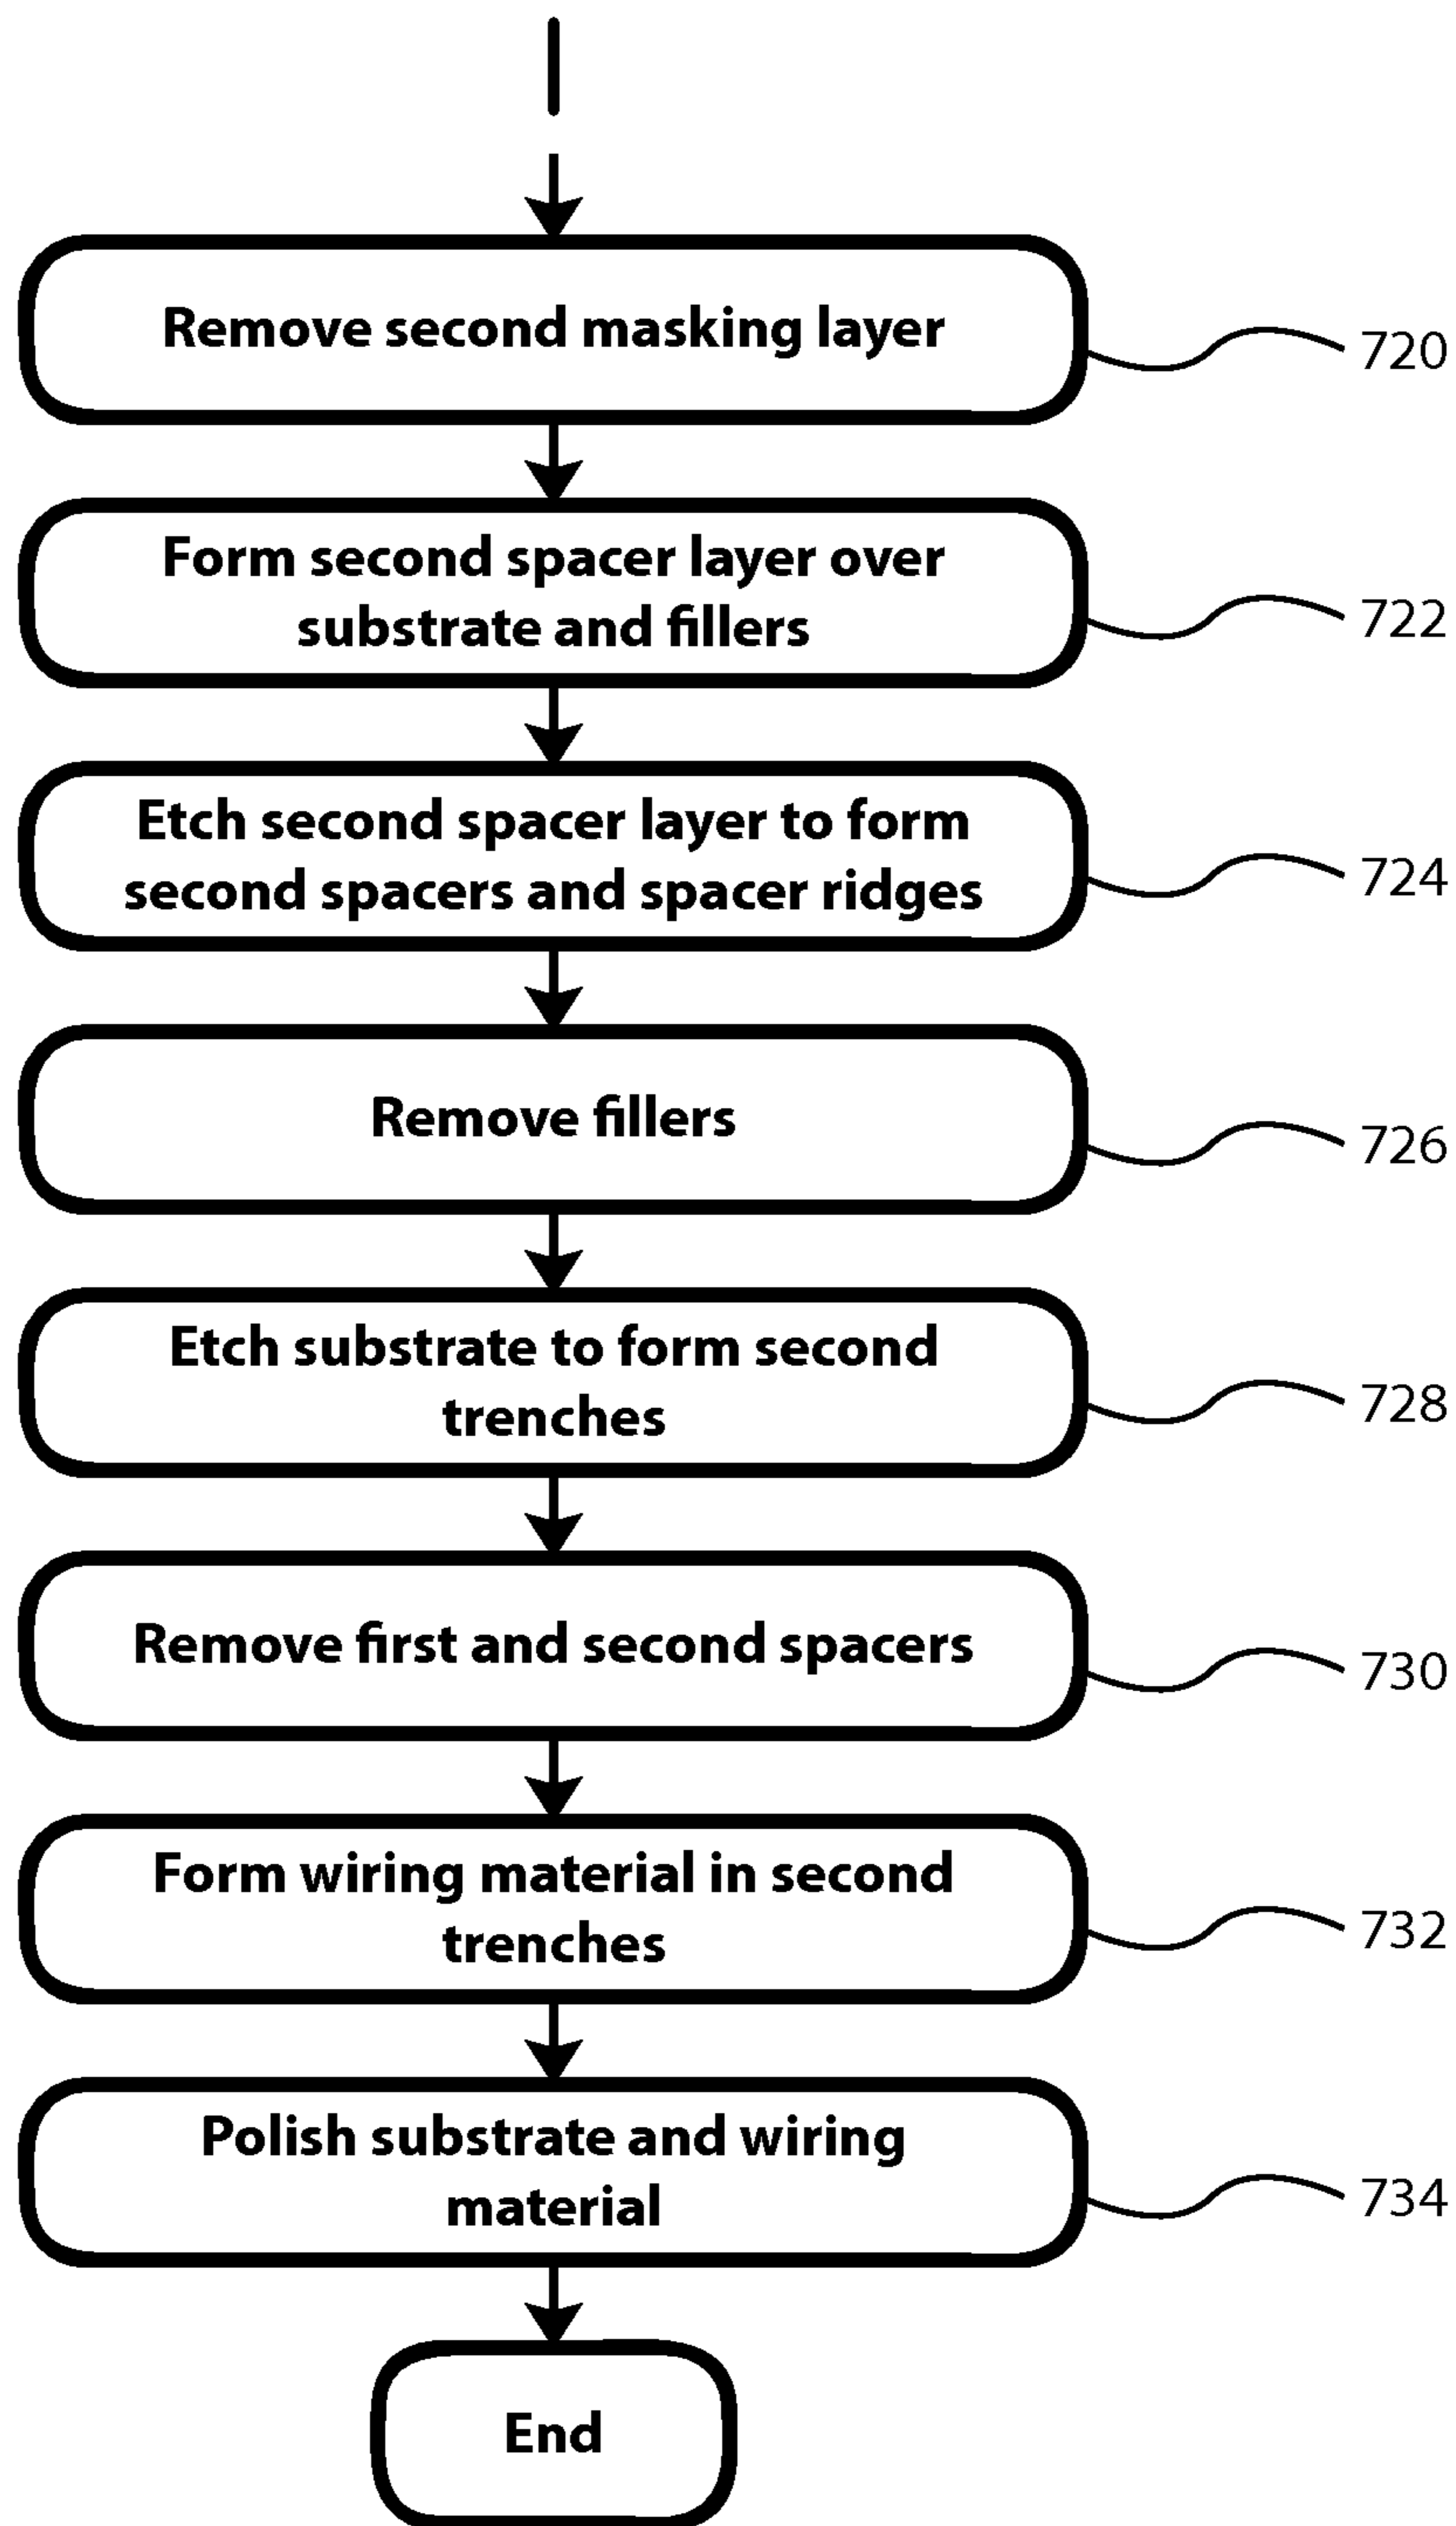 Remove second masking layer
720
Form second spacer layer over
substrate and fillers
722
Etch second spacer layer to form
second spacers and spacer ridges
724
Remove fillers
726
Etch substrate to form second
trenches
728
Remove first and second spacers
730
Form wiring material in second
trenches
732
Polish substrate and wiring
material
734
End